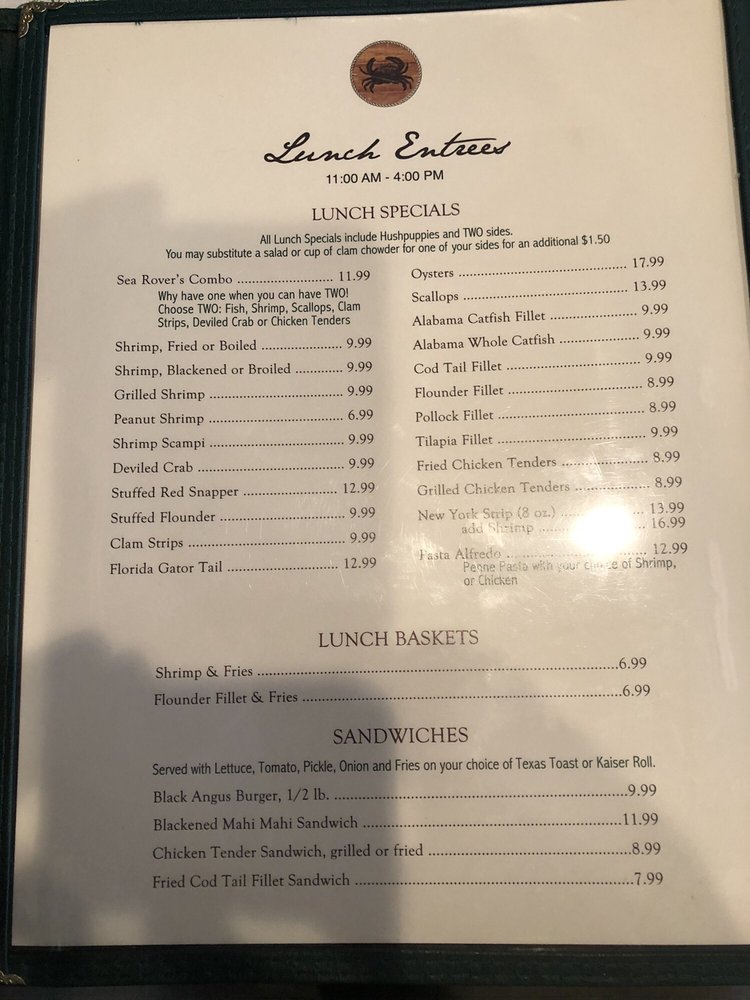 Lunch Entrees
11:00 AM - 4:00 PM
LUNCH SPECIALS
All Lunch Specials include Hushpuppies and TWO sides.
You may substitute a salad or cup of clam chowder for one of your sides for an additional $1.50
Sea Rover's Combo ........................ 11.99
Why have one when you can have TWO!
Choose TWO: Fish, Shrimp, Scallops, Clam
Strips, Deviled Crab or Chicken Tenders
Shrimp, Fried or Boiled .................... 9.99
Shrimp, Blackened or Broiled ............ 9.99
Grilled Shrimp ................................. 9.99
Peanut Shrimp ................................. 6.99
Shrimp Scampi ................................. 9.99
Deviled Crab .................................... 9.99
Stuffed Red Snapper ....................... 12.99
Stuffed Flounder .............................. 9.99
Clam Strips ...................................... 9.99
Florida Gator Tail ........................... 12.99
Oysters ......................................... 17.99
Scallops ......................................... 13.99
Alabama Catfish Fillet ..................... 9.99
Alabama Whole Catfish ................... 9.99
Cod Tail Fillet ................................. 9.99
Flounder Fillet ................................. 8.99
Pollock Fillet .................................... 8.99
Tilapia Fillet .................................... 9.99
Fried Chicken Tenders ..................... 8.99
Grilled Chicken Tenders ................... 8.99
New York Strip (8 oz.) .................... 13.99
add Shrimp ........................... 16.99
Pasta Alfredo ................................. 12.99
Penne Pasta with your choice of Shrimp,
or Chicken
LUNCH BASKETS
Shrimp & Fries ...............................................................................6.99
Flounder Fillet & Fries .....................................................................6.99
SANDWICHES
Served with Lettuce, Tomato, Pickle, Onion and Fries on your choice of Texas Toast or Kaiser Roll.
Black Angus Burger, 1/2 lb. ..............................................................9.99
Blackened Mahi Mahi Sandwich .......................................................11.99
Chicken Tender Sandwich, grilled or fried ...........................................8.99
Fried Cod Tail Fillet Sandwich ..........................................................7.99